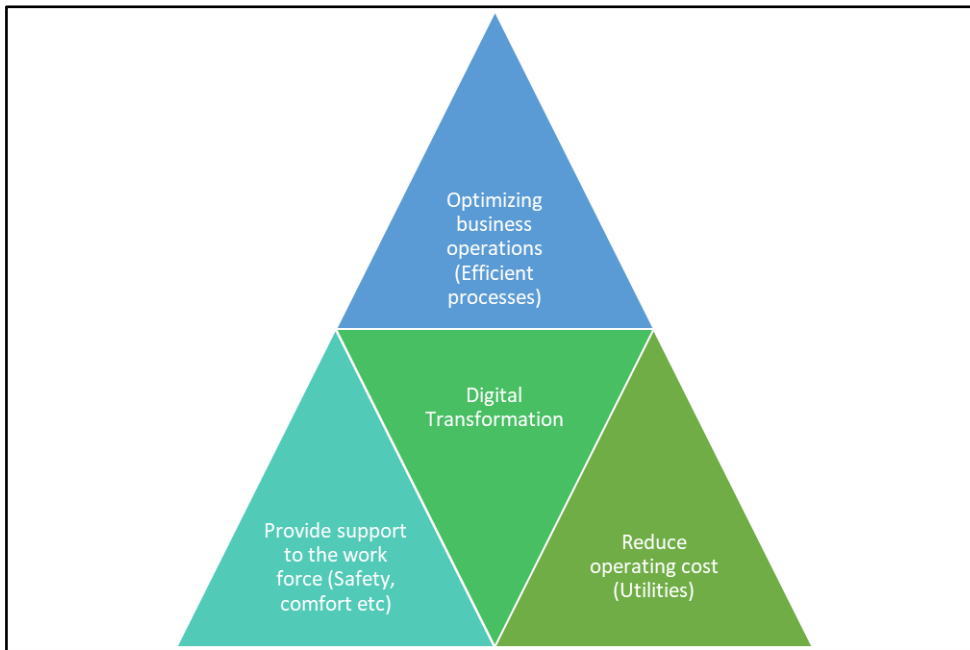 Optimizing
business
operations
(Efficient
processes)
Digital
Transformation
Provide support
to the work
force (Safety,
comfort etc)
Reduce
operating cost
(Utilities)